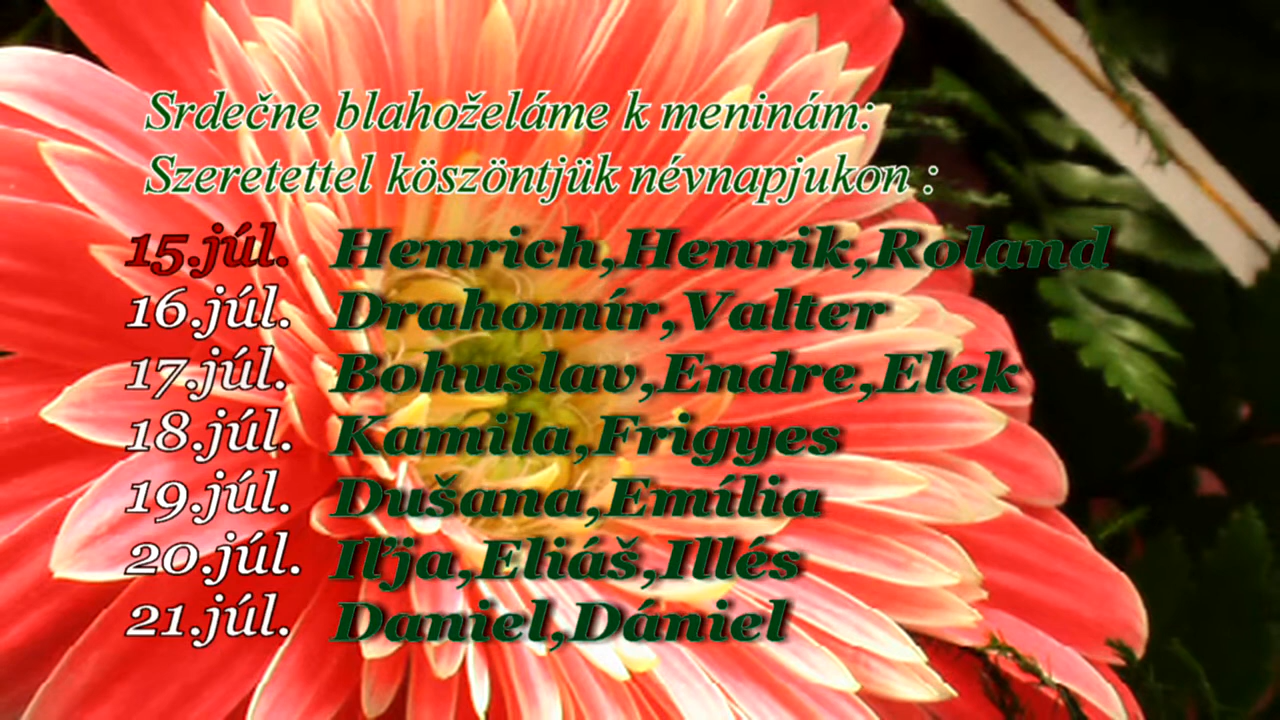 Srdečne blahoželáme k meninám:
Szeretettel köszöntjük névnapjukon :
15.júl. Henrich,Henrik,Roland
16.júl. Drahomír,Valter
17.júl. Bohuslav,Endre,Elek
18.júl. Kamila,Frigyes
19.júl. Dušana,Emília
20.júl. Iľja,Eliáš,Illés
21.júl. Daniel,Dániel